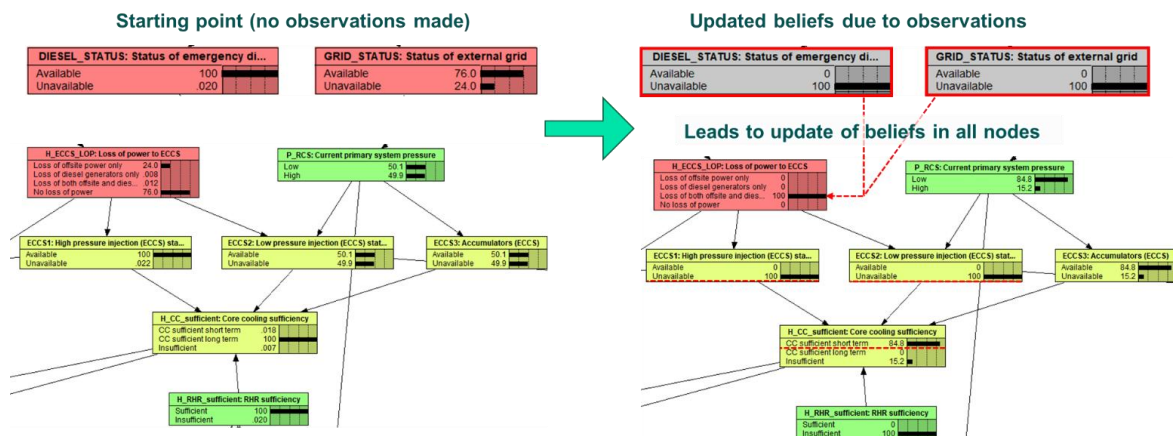 Starting point (no observations made)
Updated beliefs due to observations
DIESEL_STATUS: Status of emergency di...
Available 100
Unavailable .020
GRID_STATUS: Status of external grid
Available 76.0
Unavailable 24.0
DIESEL_STATUS: Status of emergency di...
Available 0
Unavailable 100
GRID_STATUS: Status of external grid
Available 0
Unavailable 100
Leads to update of beliefs in all nodes
H_ECCS_LOP: Loss of power to ECCS
Loss of offsite power only 24.0
Loss of diesel generators only .008
Loss of both offsite and dies... .012
No loss of power 76.0
P_RCS: Current primary system pressure
Low 50.1
High 49.9
ECCS1: High pressure injection (ECCS) sta...
Available 100
Unavailable .022
ECCS2: Low pressure injection (ECCS) stat...
Available 50.1
Unavailable 49.9
ECCS3: Accumulators (ECCS)
Available 50.1
Unavailable 49.9
H_CC_sufficient: Core cooling sufficiency
CC sufficient short term .018
CC sufficient long term 100
Insufficient .007
H_RHR_sufficient: RHR sufficiency
Sufficient 100
Insufficient .020
H_ECCS_LOP: Loss of power to ECCS
Loss of offsite power only 0
Loss of diesel generators only 0
Loss of both offsite and dies... 100
No loss of power 0
P_RCS: Current primary system pressure
Low 84.8
High 15.2
ECCS1: High pressure injection (ECCS) sta...
Available 0
Unavailable 100
ECCS2: Low pressure injection (ECCS) stat...
Available 0
Unavailable 100
ECCS3: Accumulators (ECCS)
Available 84.8
Unavailable 15.2
H_CC_sufficient: Core cooling sufficiency
CC sufficient short term 84.8
CC sufficient long term 0
Insufficient 15.2
H_RHR_sufficient: RHR sufficiency
Sufficient 0
Insufficient 100